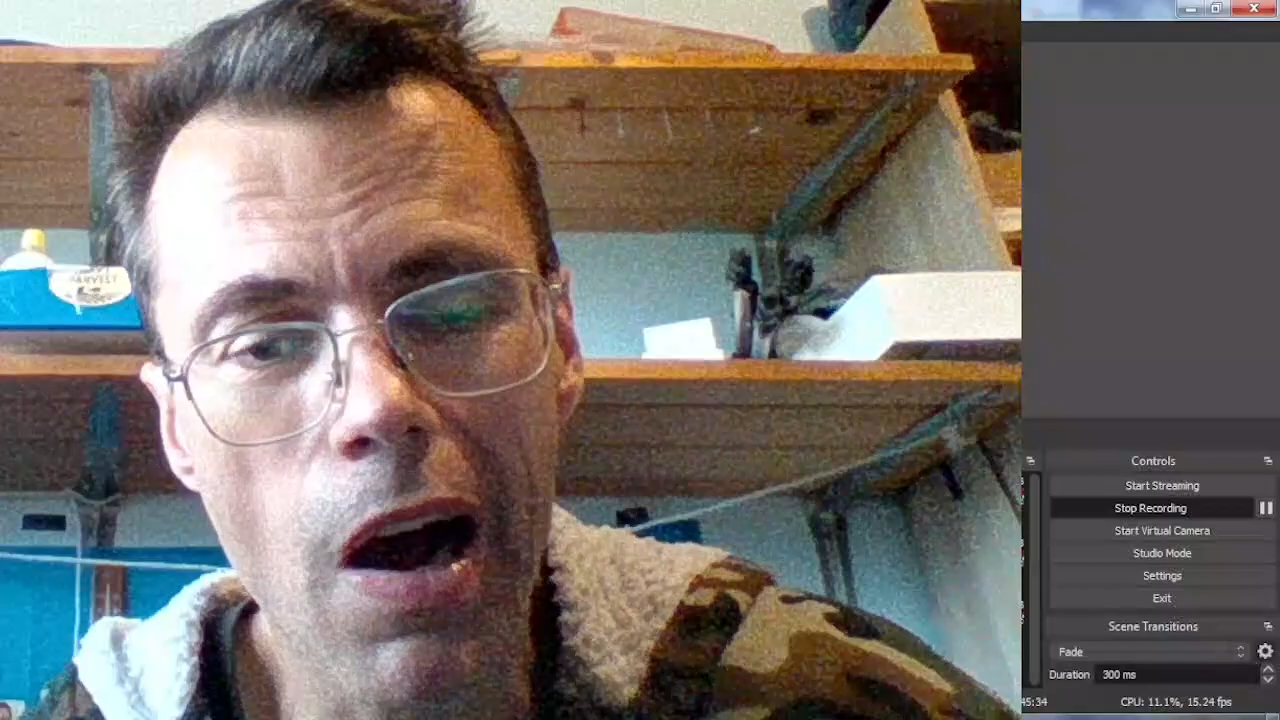 HARVEST
Controls
Start Streaming
Stop Recording
Start Virtual Camera
Studio Mode
Settings
Exit
Scene Transitions
Fade
Duration 300 ms
45:34 CPU: 11.1%, 15.24 fps